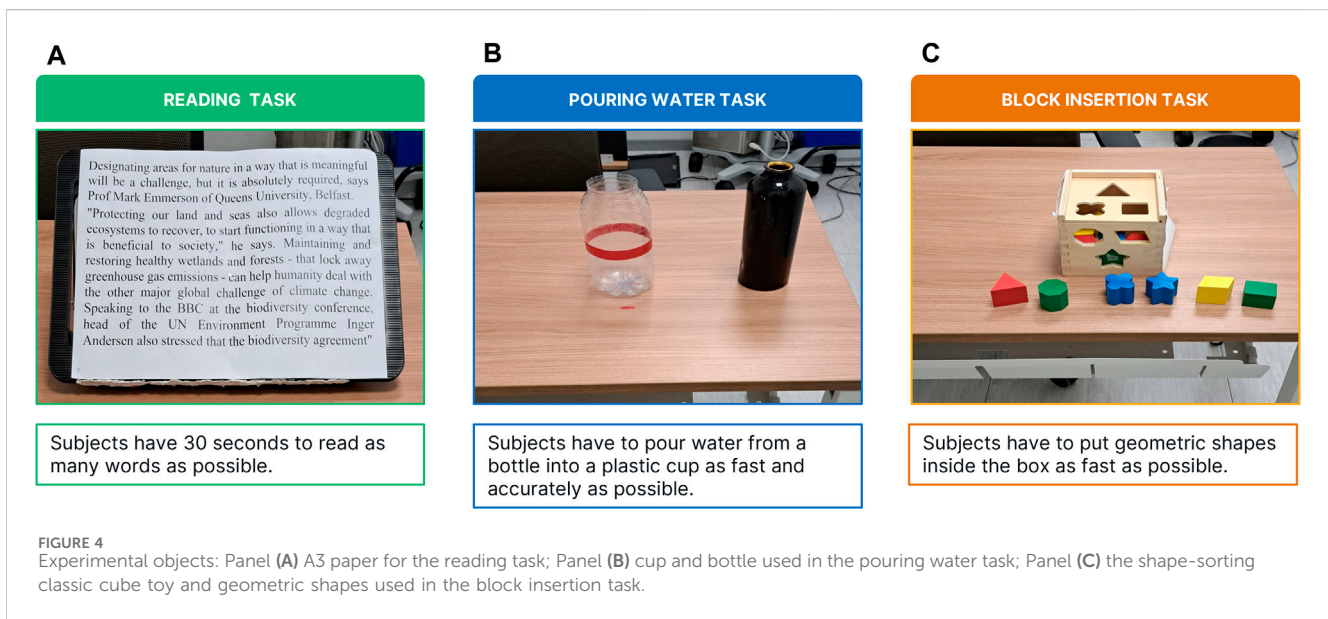 A
READING TASK
Designating areas for nature in a way that is meaningful
will be a challenge, but it is absolutely required, says
Prof Mark Emmerson of Queens University, Belfast.
"Protecting our land and seas also allows degraded
ecosystems to recover, to start functioning in a way that
is beneficial to society," he says. Maintaining and
restoring healthy wetlands and forests - that lock away
greenhouse gas emissions - can help humanity deal with
the other major global challenge of climate change.
Speaking to the BBC at the biodiversity conference,
head of the UN Environment Programme Inger
Andersen also stressed that the biodiversity agreement"
Subjects have 30 seconds to read as
many words as possible.
B
POURING WATER TASK
Subjects have to pour water from a
bottle into a plastic cup as fast and
accurately as possible.
C
BLOCK INSERTION TASK
Subjects have to put geometric shapes
inside the box as fast as possible.
FIGURE 4
Experimental objects: Panel (A) A3 paper for the reading task; Panel (B) cup and bottle used in the pouring water task; Panel (C) the shape-sorting
classic cube toy and geometric shapes used in the block insertion task.